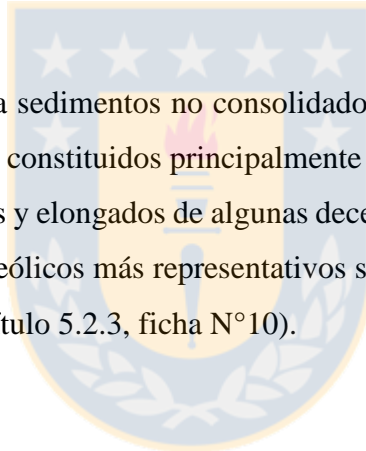 a sedimentos no consolidado
constituidos principalmente
s y elongados de algunas dece
eólicos más representativos s
tulo 5.2.3, ficha N°10).